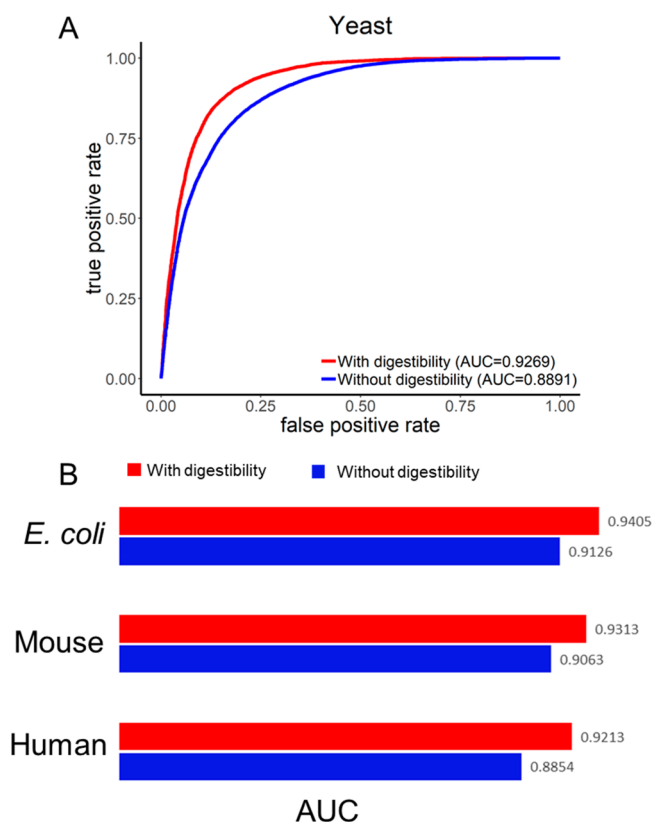 A
Yeast
1.00
0.75
0.50
0.25
0.00
true positive rate
With digestibility (AUC=0.9269)
Without digestibility (AUC=0.8891)
0.00 0.25 0.50 0.75 1.00
false positive rate
B
With digestibility Without digestibility
E. coli
0.9405
0.9126
Mouse
0.9313
0.9063
Human
0.9213
0.8854
AUC